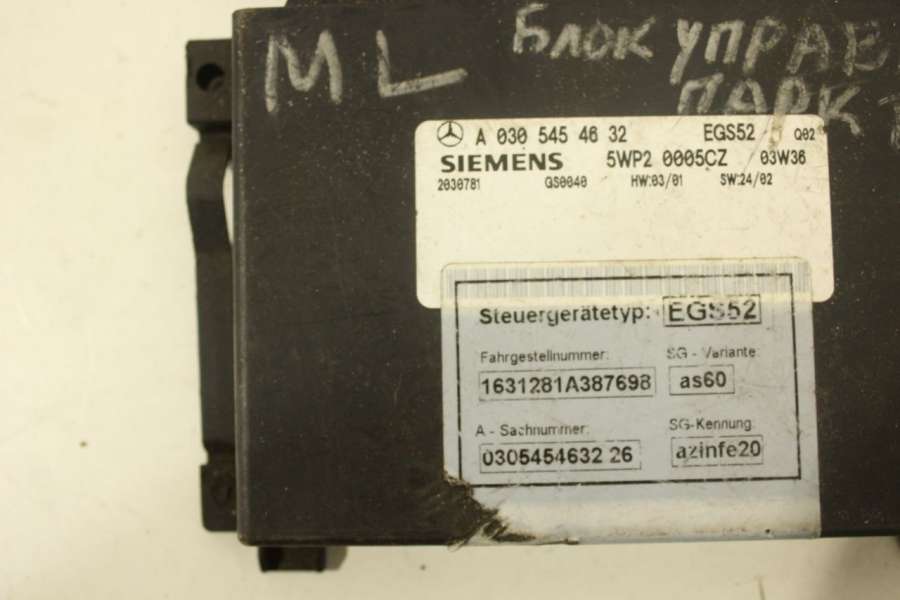 ML БЛОК УПРАВ
ПАРК Т
A 030 545 46 32 EGS52 Q02
SIEMENS 5WP2 0005CZ 03W36
2030781 GS0040 HW:03/01 SW:24/02
Steuergerätetyp: EGS52
Fahrgestellnummer: SG - Variante:
1631281A387698 as60
A - Sachnummer: SG-Kennung:
0305454632 26 azinfe20